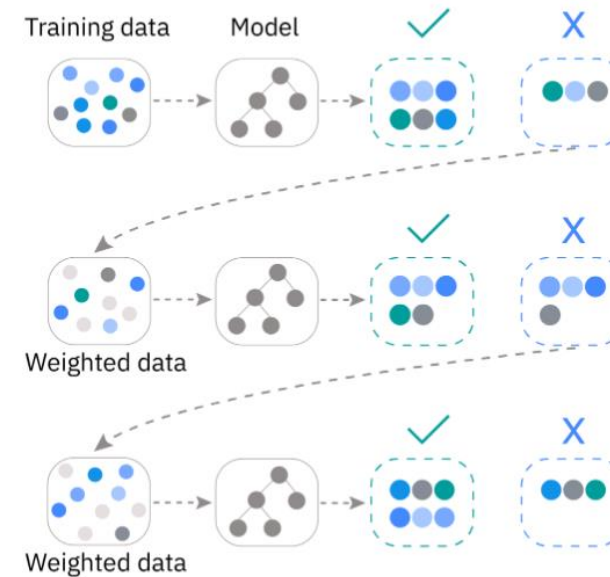 Training data
Model
X
X
Weighted data
X
Weighted data